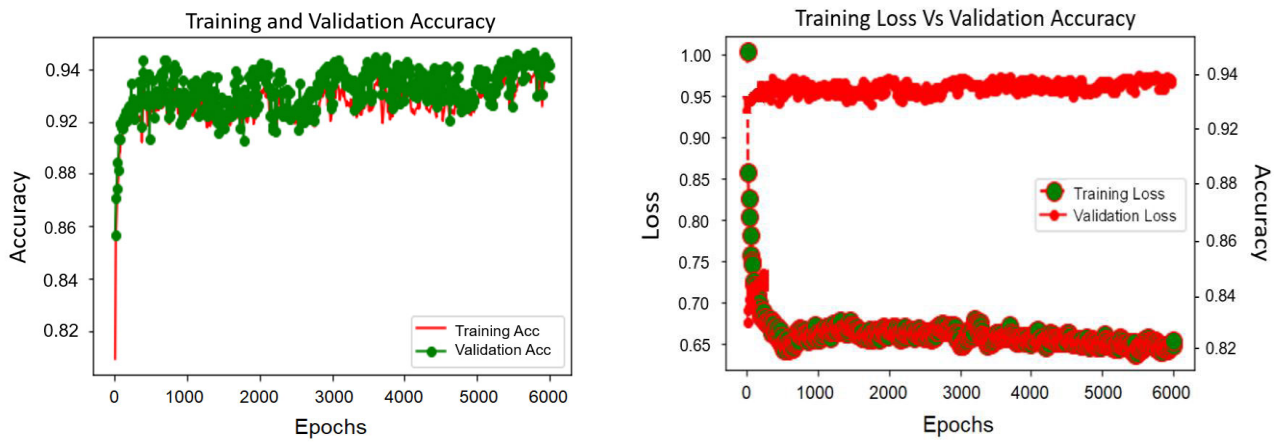 Training and Validation Accuracy
0.94
0.92
0.88
0.86
0.84
0.82
Accuracy
Training Acc
Validation Acc
0 1000 2000 3000 4000 5000 6000
Epochs
Training Loss Vs Validation Accuracy
1.00
0.95
0.90
0.85
0.80
0.75
0.70
0.65
Loss
Training Loss
Validation Loss
0.94
0.92
0.88
0.86
0.84
0.82
Accuracy
0 1000 2000 3000 4000 5000 6000
Epochs